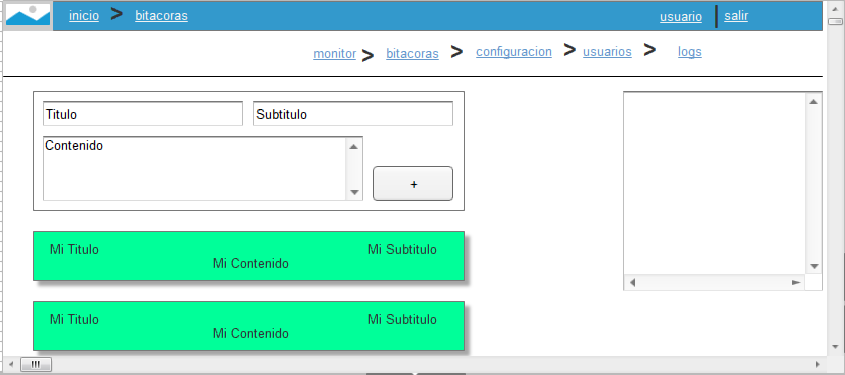 inicio > bitacoras usuario | salir
monitor > bitacoras > configuracion > usuarios > logs
Titulo Subtitulo
Contenido
+
Mi Titulo Mi Subtitulo
Mi Contenido
Mi Titulo Mi Subtitulo
Mi Contenido